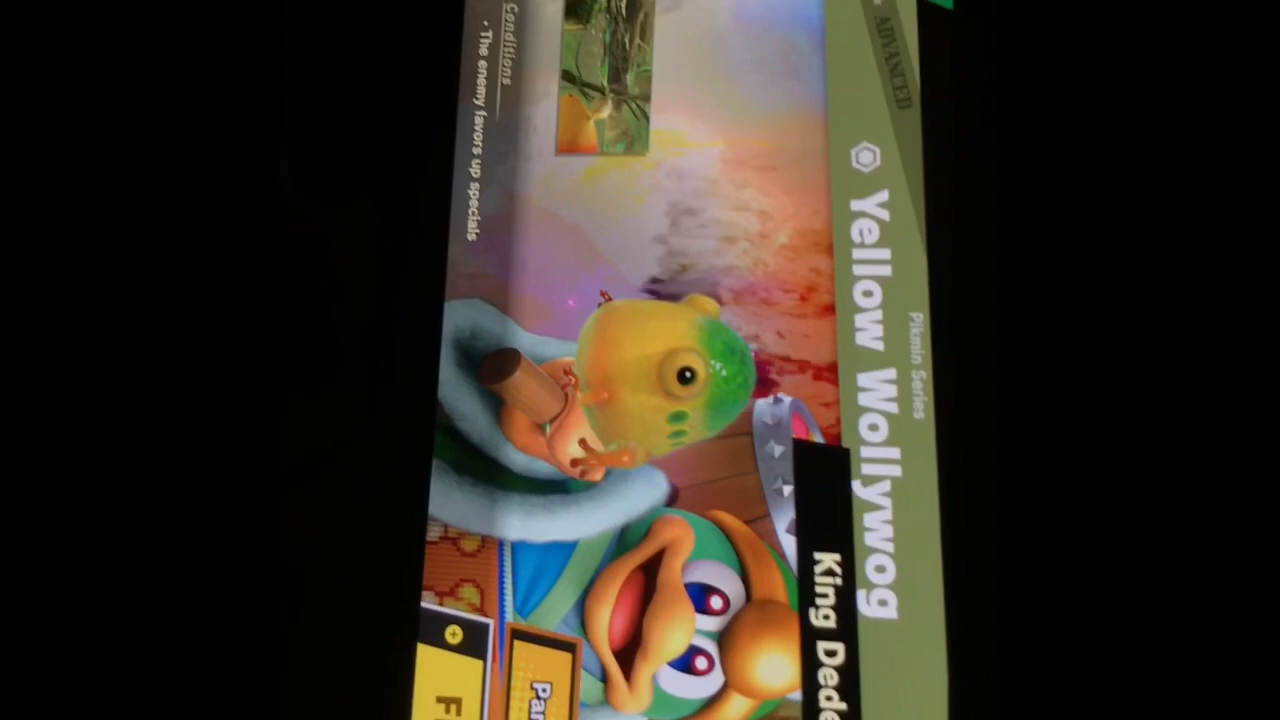 ADVANCED
Pikmin Series
Yellow Wollywog
King Dede
Conditions
· The enemy favors up specials